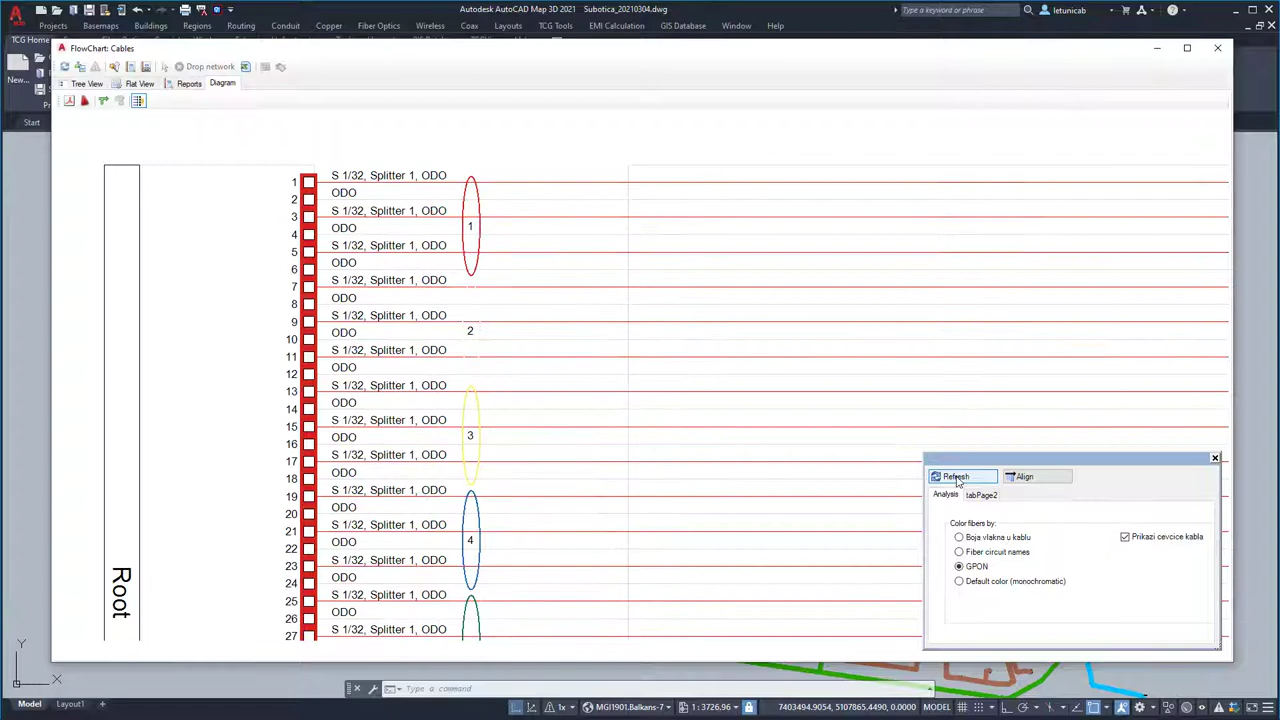 Autodesk AutoCAD Map 3D 2021 Subotica_20210304.dwg
Type a keyword or phrase
letunicab
Projects Basemaps Buildings Regions Routing Conduit Copper Fiber Optics Wireless Coax Layouts TCG Tools EMI Calculation GIS Database Window Help
TCG Home
New...
Start
FlowChart: Cables
Drop network
Tree View Flat View Reports Diagram
Root
1 S 1/32, Splitter 1, ODO
2 ODO
3 S 1/32, Splitter 1, ODO
1
4 ODO
5 S 1/32, Splitter 1, ODO
6 ODO
7 S 1/32, Splitter 1, ODO
8 ODO
9 S 1/32, Splitter 1, ODO
2
10 ODO
11 S 1/32, Splitter 1, ODO
12 ODO
13 S 1/32, Splitter 1, ODO
14 ODO
15 S 1/32, Splitter 1, ODO
3
16 ODO
17 S 1/32, Splitter 1, ODO
18 ODO
19 S 1/32, Splitter 1, ODO
20 ODO
21 S 1/32, Splitter 1, ODO
4
22 ODO
23 S 1/32, Splitter 1, ODO
24 ODO
25 S 1/32, Splitter 1, ODO
26 ODO
27 S 1/32, Splitter 1, ODO
Refresh Align
Analysis tabPage2
Color fibers by:
Boja vlakna u kablu
Prikazi cevcice kabla
Fiber circuit names
GPON
Default color (monochromatic)
Y
X
Type a command
Model Layout1
1x MGI1901.Balkans-7 1 : 3726.96 7403494.9054, 5107865.4490, 0.0000 MODEL